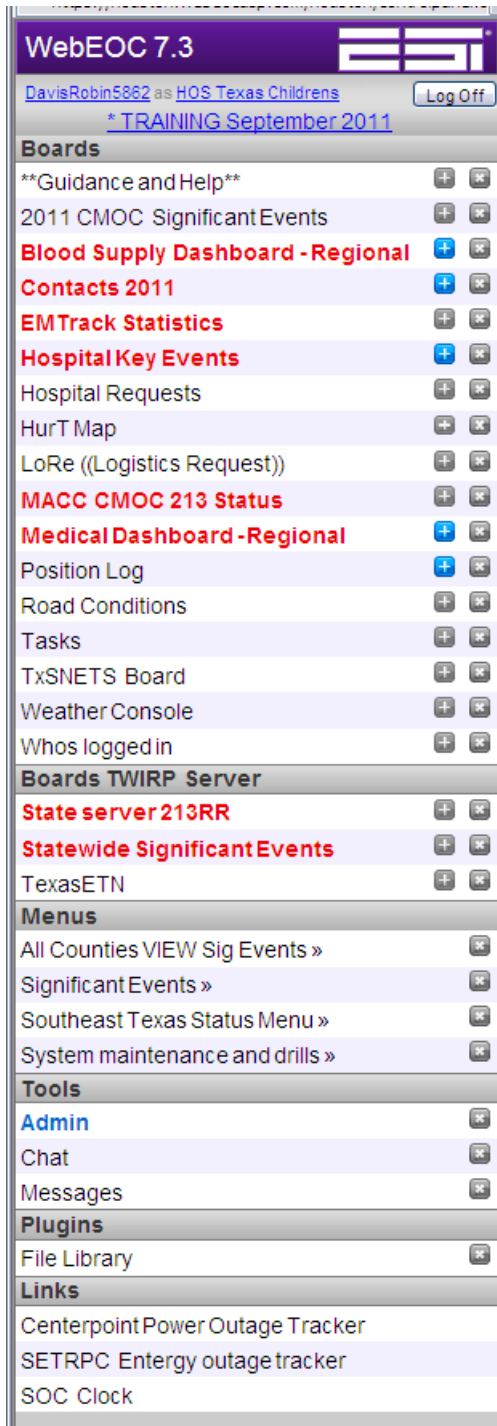 WebEOC 7.3
ESi
DavisRobin5862 as HOS Texas Childrens
Log Off
* TRAINING September 2011
Boards
**Guidance and Help**
2011 CMOC Significant Events
Blood Supply Dashboard - Regional
Contacts 2011
EMTrack Statistics
Hospital Key Events
Hospital Requests
HurT Map
LoRe ((Logistics Request))
MACC CMOC 213 Status
Medical Dashboard - Regional
Position Log
Road Conditions
Tasks
TxSNETS Board
Weather Console
Whos logged in
Boards TWIRP Server
State server 213RR
Statewide Significant Events
TexasETN
Menus
All Counties VIEW Sig Events »
Significant Events »
Southeast Texas Status Menu »
System maintenance and drills »
Tools
Admin
Chat
Messages
Plugins
File Library
Links
Centerpoint Power Outage Tracker
SETRPC Entergy outage tracker
SOC Clock